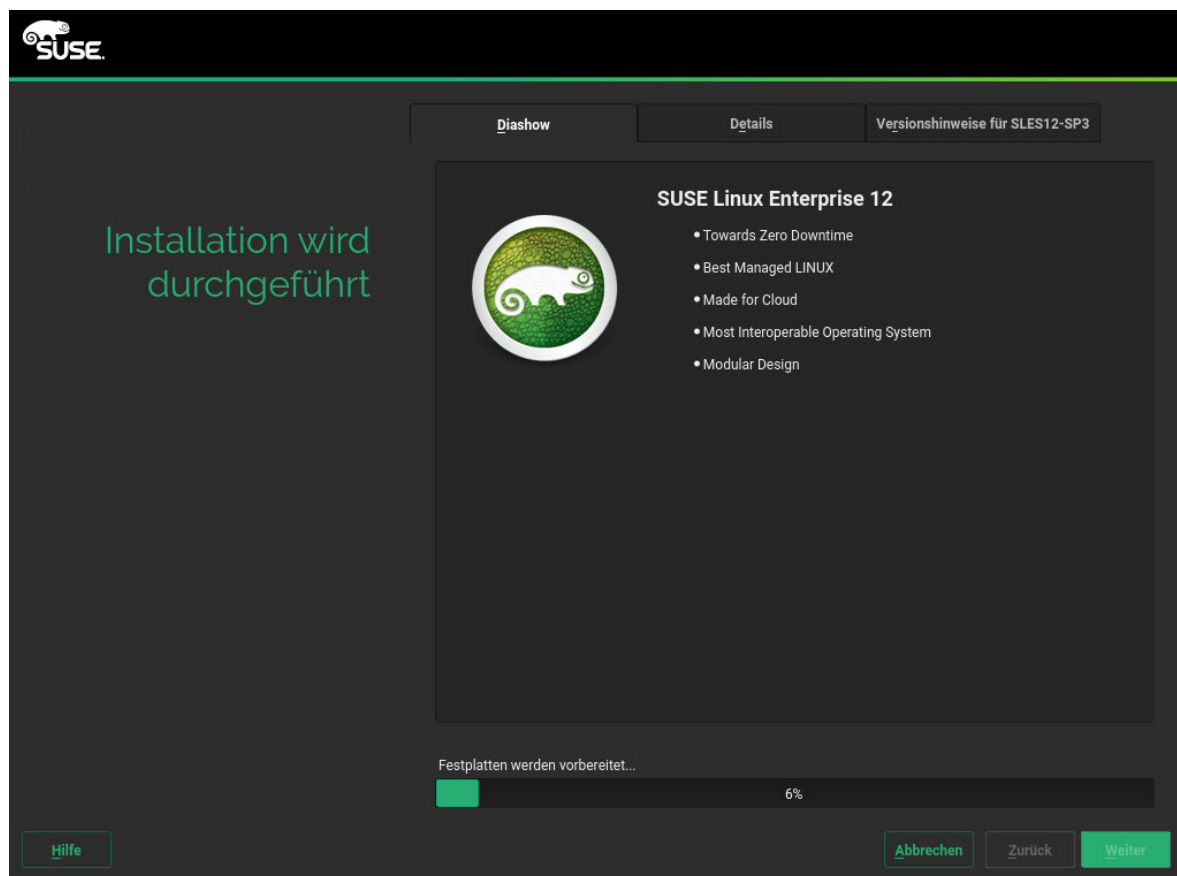 SUSE.
Diashow
Details
Versionshinweise für SLES12-SP3
Installation wird
durchgeführt
SUSE Linux Enterprise 12
• Towards Zero Downtime
• Best Managed LINUX
• Made for Cloud
• Most Interoperable Operating System
• Modular Design
Festplatten werden vorbereitet...
6%
Hilfe
Abbrechen
Zurück
Weiter